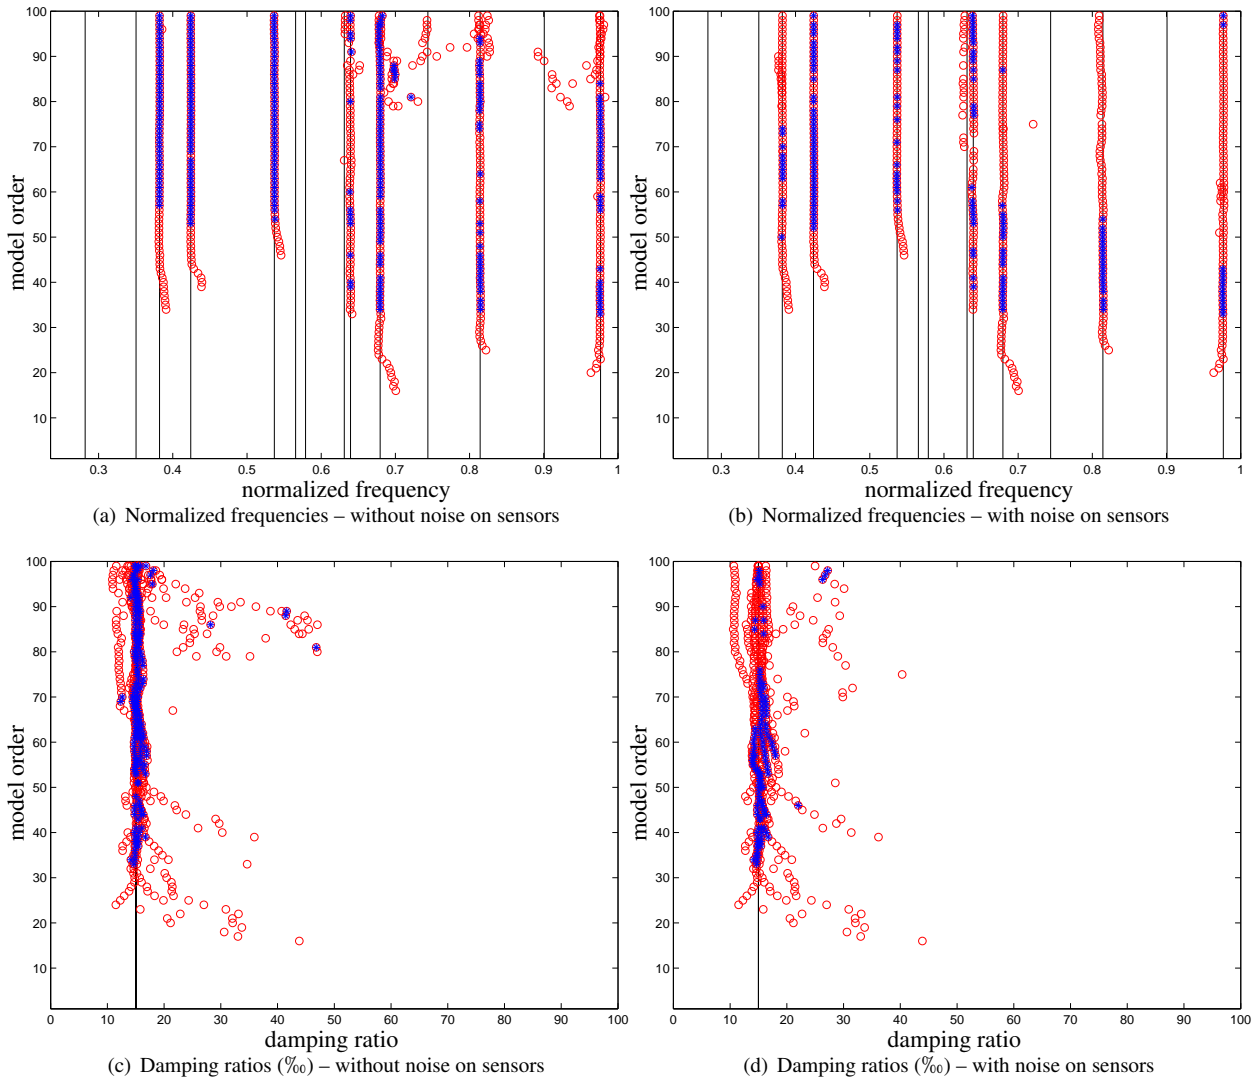 100
90
80
70
60
50
40
30
20
10
model order
0.3 0.4 0.5 0.6 0.7 0.8 0.9 1
normalized frequency
(a) Normalized frequencies – without noise on sensors
100
90
80
70
60
50
40
30
20
10
model order
0.3 0.4 0.5 0.6 0.7 0.8 0.9 1
normalized frequency
(b) Normalized frequencies – with noise on sensors
100
90
80
70
60
50
40
30
20
10
model order
0 10 20 30 40 50 60 70 80 90 100
damping ratio
(c) Damping ratios (‰) – without noise on sensors
100
90
80
70
60
50
40
30
20
10
model order
0 10 20 30 40 50 60 70 80 90 100
damping ratio
(d) Damping ratios (‰) – with noise on sensors